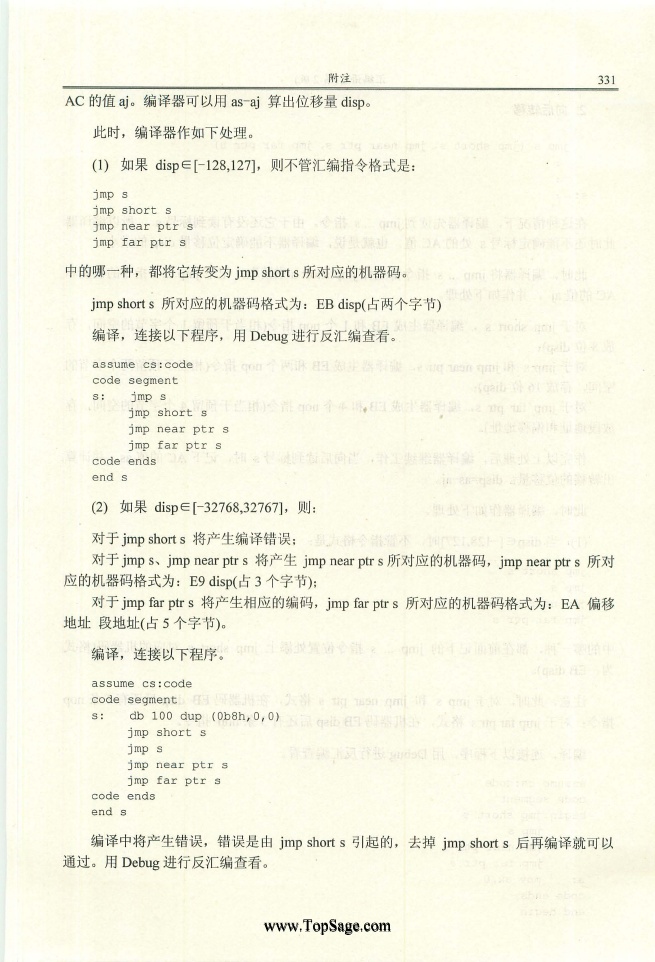 附注 331
AC 的值 aj。编译器可以用 as-aj 算出位移量 disp。
此时，编译器作如下处理。
(1) 如果 disp∈[-128,127]，则不管汇编指令格式是：
jmp s
jmp short s
jmp near ptr s
jmp far ptr s
中的哪一种，都将它转变为 jmp short s 所对应的机器码。
jmp short s 所对应的机器码格式为：EB disp(占两个字节)
编译，连接以下程序，用 Debug 进行反汇编查看。
assume cs:code
code segment
s: jmp s
jmp short s
jmp near ptr s
jmp far ptr s
code ends
end s
(2) 如果 disp∈[-32768,32767]，则：
对于 jmp short s 将产生编译错误；
对于 jmp s、jmp near ptr s 将产生 jmp near ptr s 所对应的机器码，jmp near ptr s 所对
应的机器码格式为：E9 disp(占 3 个字节);
对于 jmp far ptr s 将产生相应的编码，jmp far ptr s 所对应的机器码格式为：EA 偏移
地址 段地址(占 5 个字节)。
编译，连接以下程序。
assume cs:code
code segment
s: db 100 dup (0b8h,0,0)
jmp short s
jmp s
jmp near ptr s
jmp far ptr s
code ends
end s
编译中将产生错误，错误是由 jmp short s 引起的，去掉 jmp short s 后再编译就可以
通过。用 Debug 进行反汇编查看。
www.TopSage.com